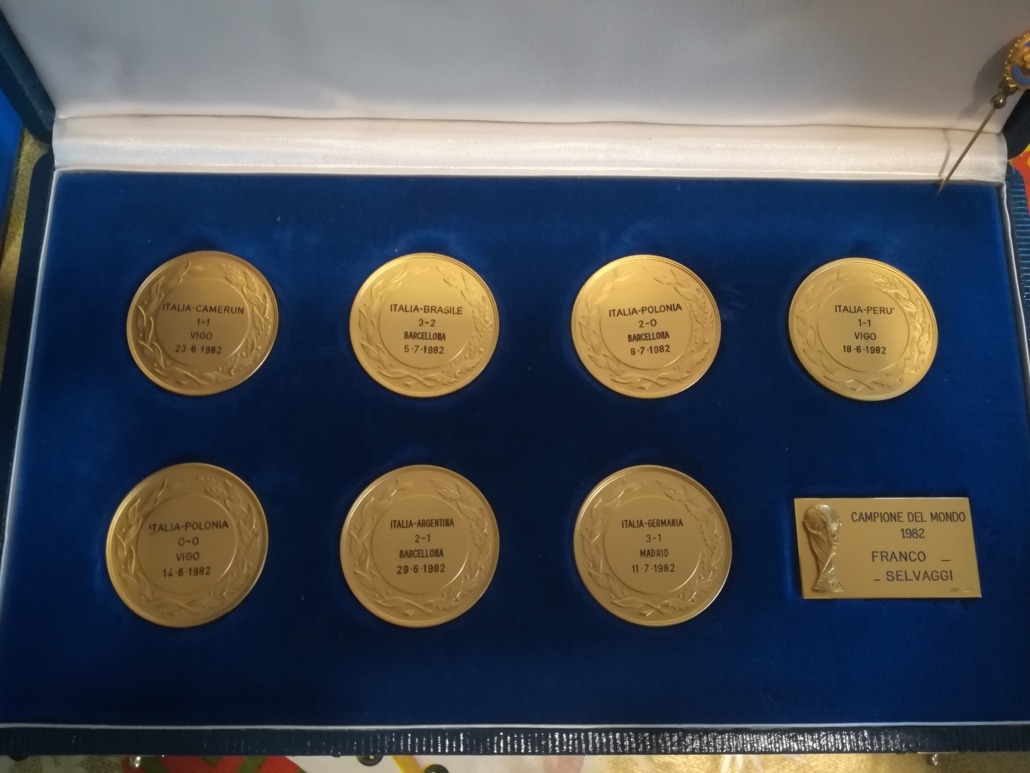 ITALIA-CAMERUN
1-1
VIGO
23·6·1982
ITALIA-BRASILE
3-2
BARCELLONA
5·7·1982
ITALIA-POLONIA
2-0
BARCELLONA
8·7·1982
ITALIA-PERU'
1-1
VIGO
18·6·1982
ITALIA-POLONIA
0-0
VIGO
14·6·1982
ITALIA-ARGENTINA
2-1
BARCELLONA
29·6·1982
ITALIA-GERMANIA
3-1
MADRID
11·7·1982
CAMPIONE DEL MONDO
1982
FRANCO _
_ SELVAGGI